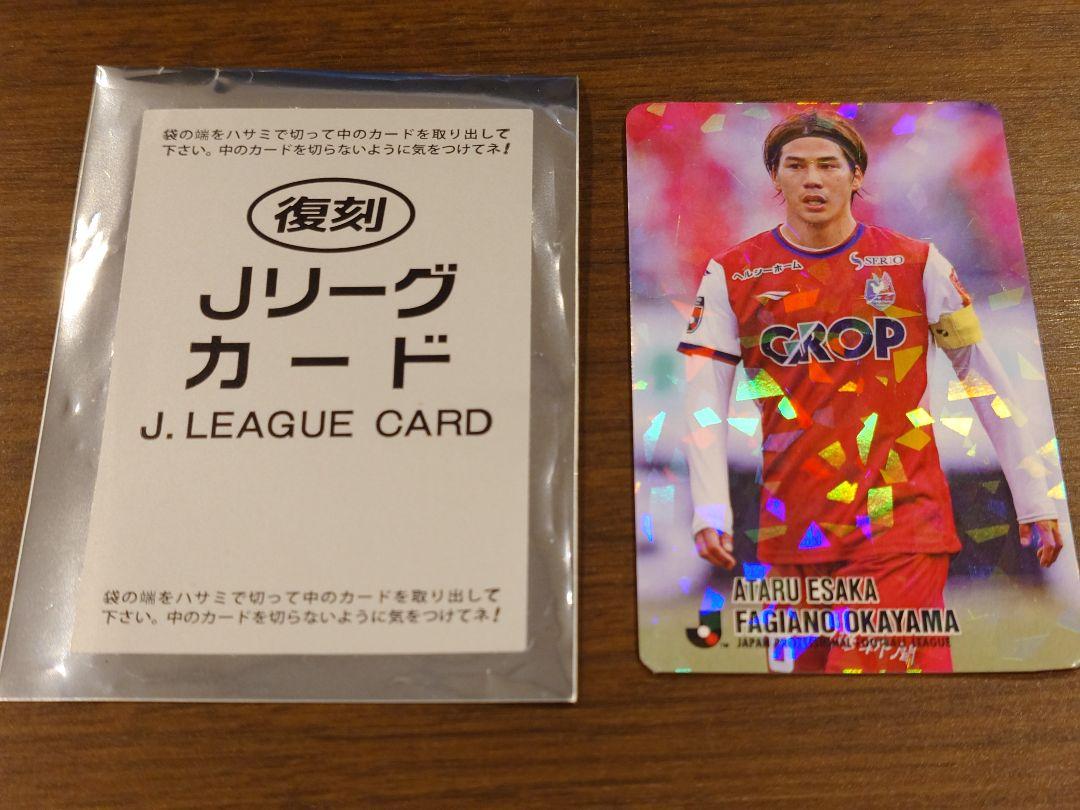 袋の端をハサミで切って中のカードを取り出して
下さい。中のカードを切らないように気をつけてネ!
復刻
Jリーグ
カード
J. LEAGUE CARD
袋の端をハサミで切って中のカードを取り出して
下さい。中のカードを切らないように気をつけてネ!
ヘルシーホーム
SERIO
GROP
ATARU ESAKA
FAGIANO OKAYAMA
JAPAN PROFESSIONAL FOOTBALL LEAGUE